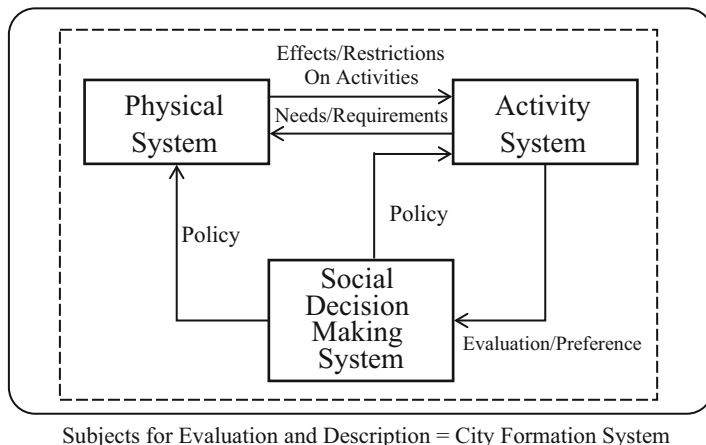 Effects/Restrictions
On Activities
Physical
System
Needs/Requirements
Activity
System
Policy
Policy
Social
Decision
Making
System
Evaluation/Preference
Subjects for Evaluation and Description = City Formation System